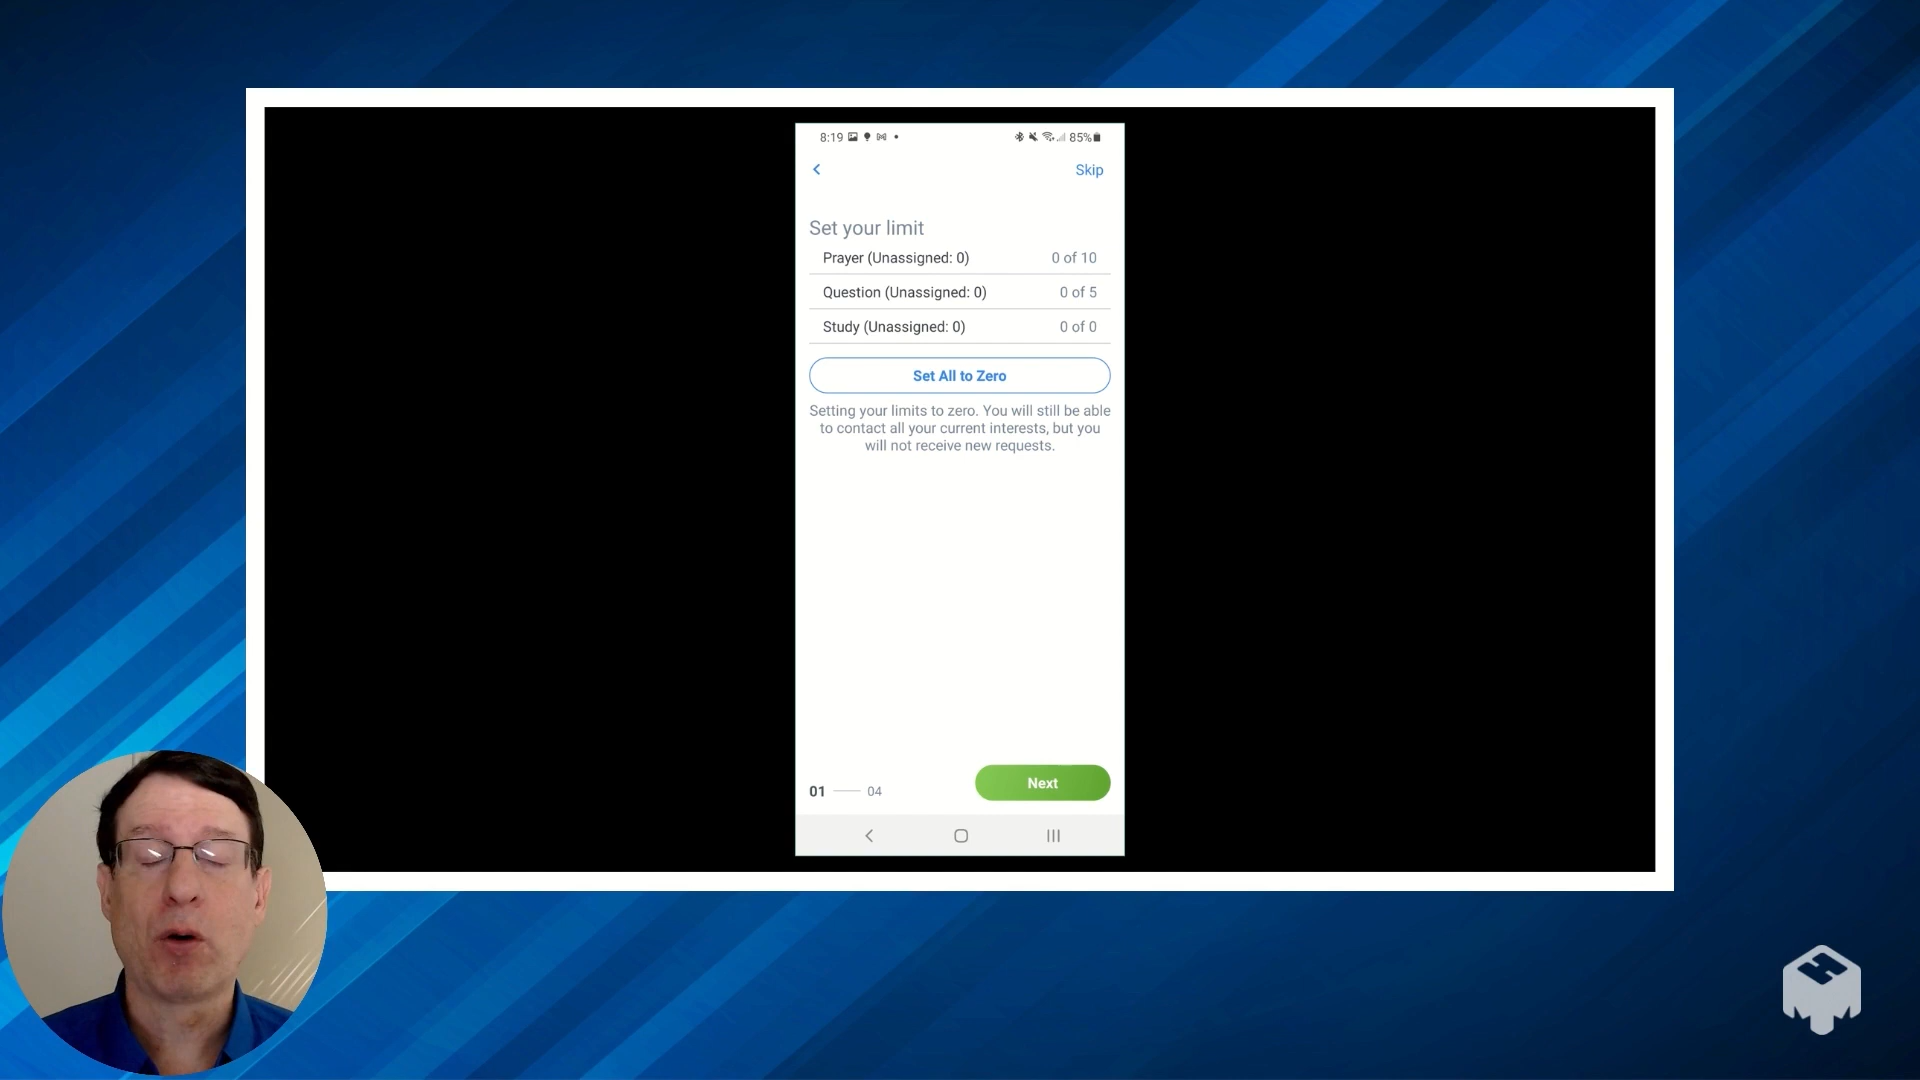 8:19
85%
Skip
Set your limit
Prayer (Unassigned: 0) 0 of 10
Question (Unassigned: 0) 0 of 5
Study (Unassigned: 0) 0 of 0
Set All to Zero
Setting your limits to zero. You will still be able
to contact all your current interests, but you
will not receive new requests.
01 04
Next